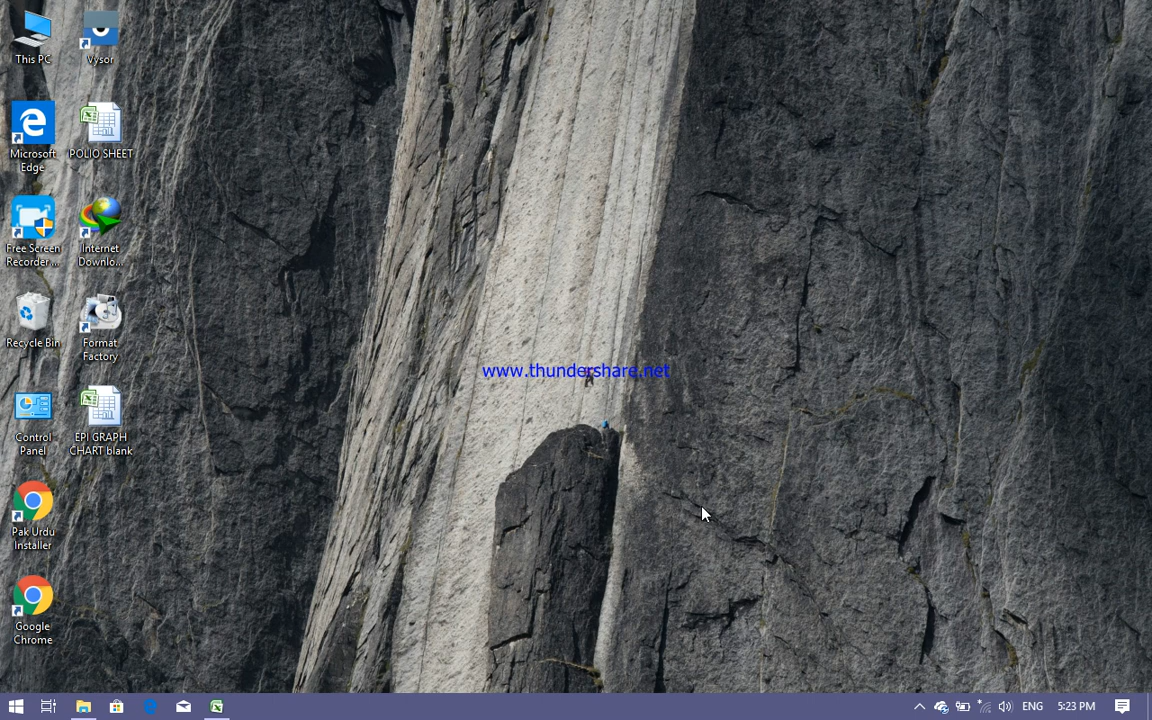 This PC
Vysor
Microsoft
Edge
POLIO SHEET
Free Screen
Recorder ...
Internet
Downlo...
Recycle Bin
Format
Factory
Control
Panel
EPI GRAPH
CHART blank
Pak Urdu
Installer
Google
Chrome
www.thundershare.net
ENG
5:23 PM